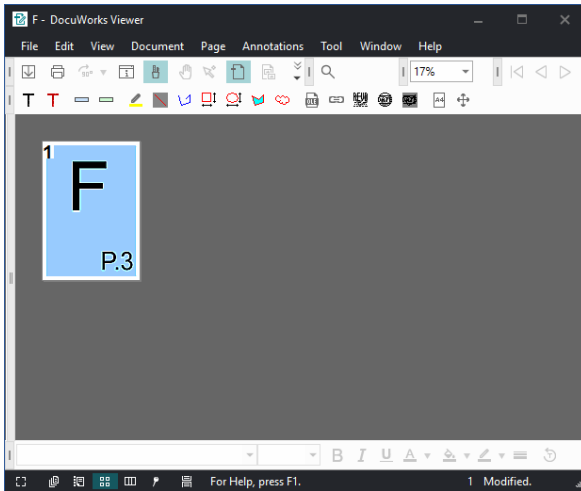 F - DocuWorks Viewer
File Edit View Document Page Annotations Tool Window Help
17%
T T A4
1
F
P.3
B I U A
For Help, press F1. 1 Modified.